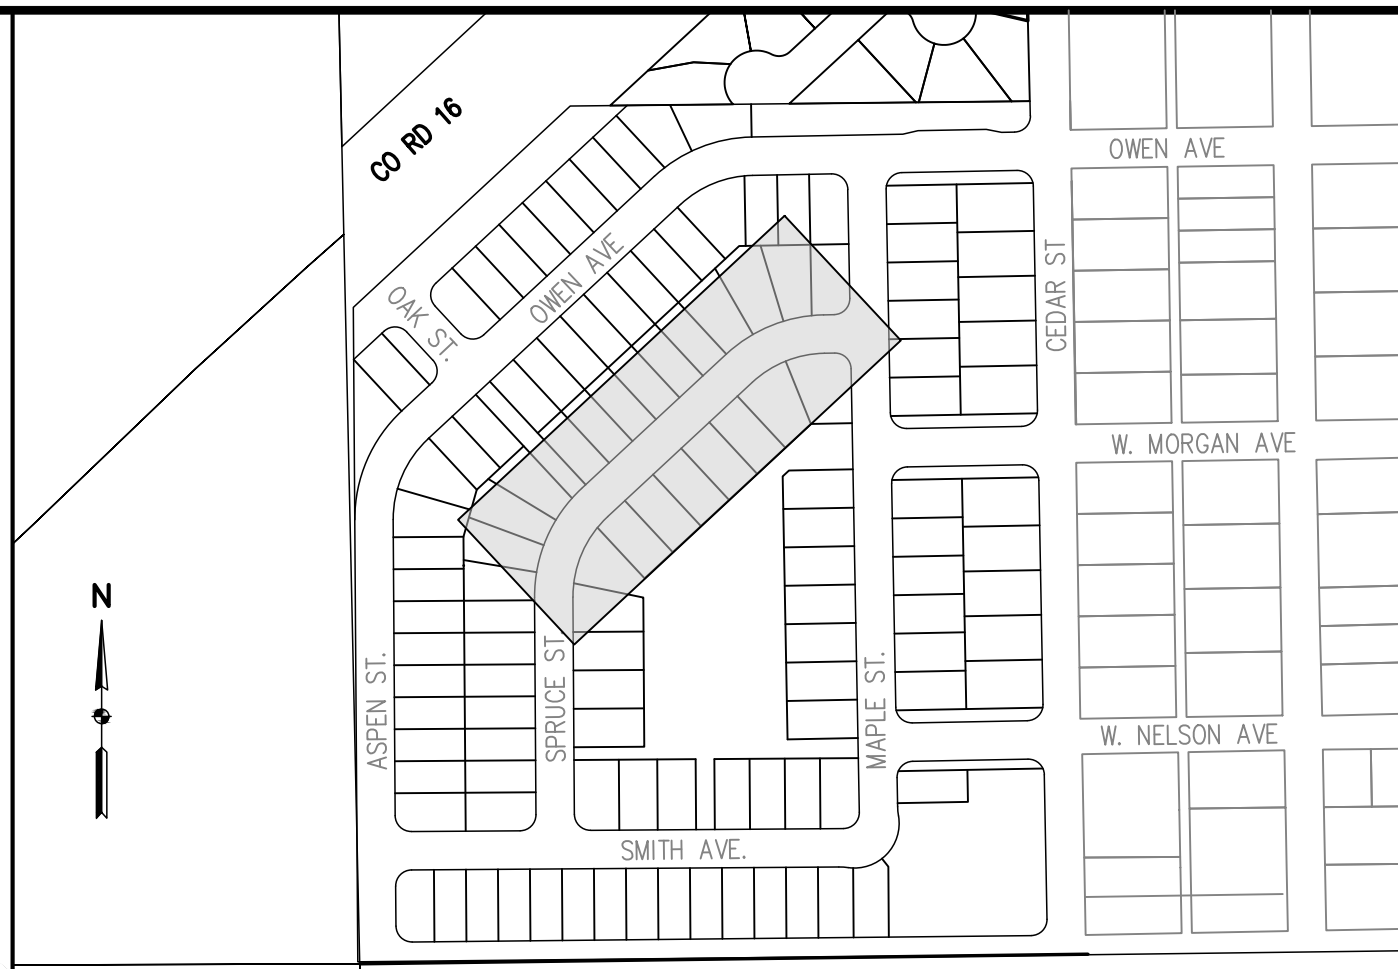 CO RD 16
OWEN AVE
OWEN AVE
OAK ST.
CEDAR ST
W. MORGAN AVE
N
ASPEN ST.
SPRUCE ST
MAPLE ST.
W. NELSON AVE
SMITH AVE.